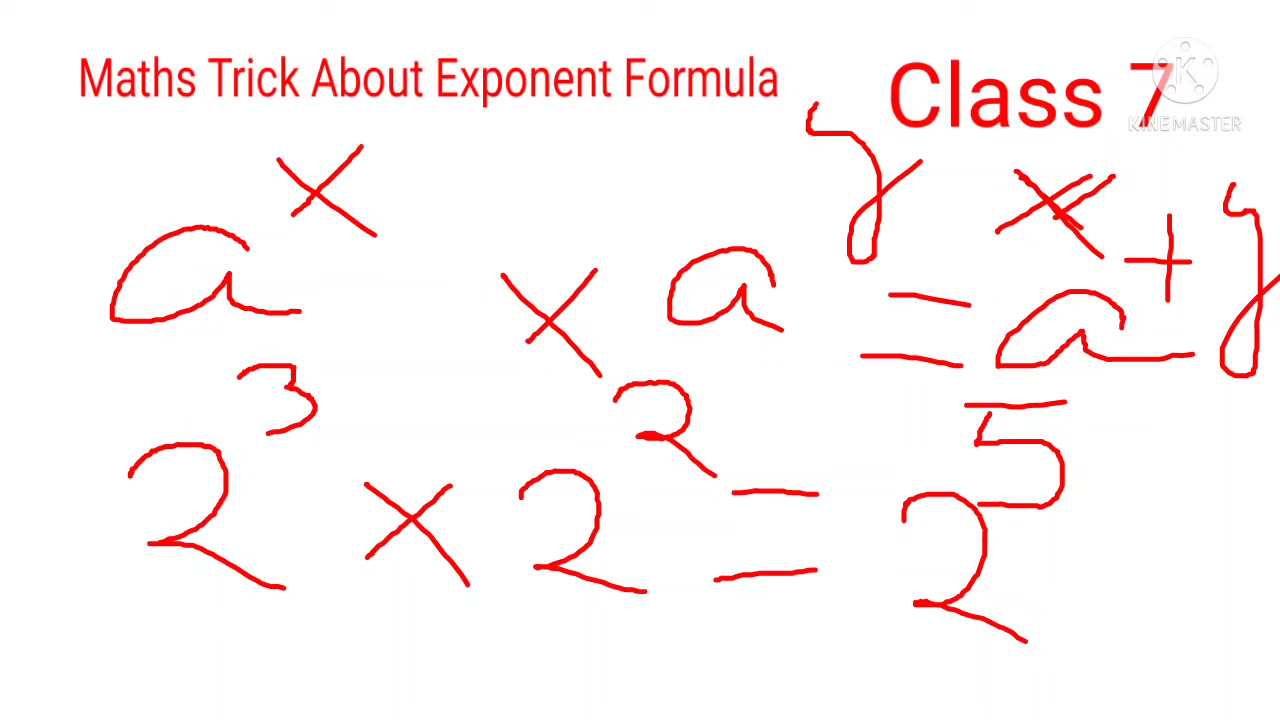 Maths Trick About Exponent Formula
Class 7
KINEMASTER
a^x × a^y = a^x+y
2^3 × 2^2 = 2^5